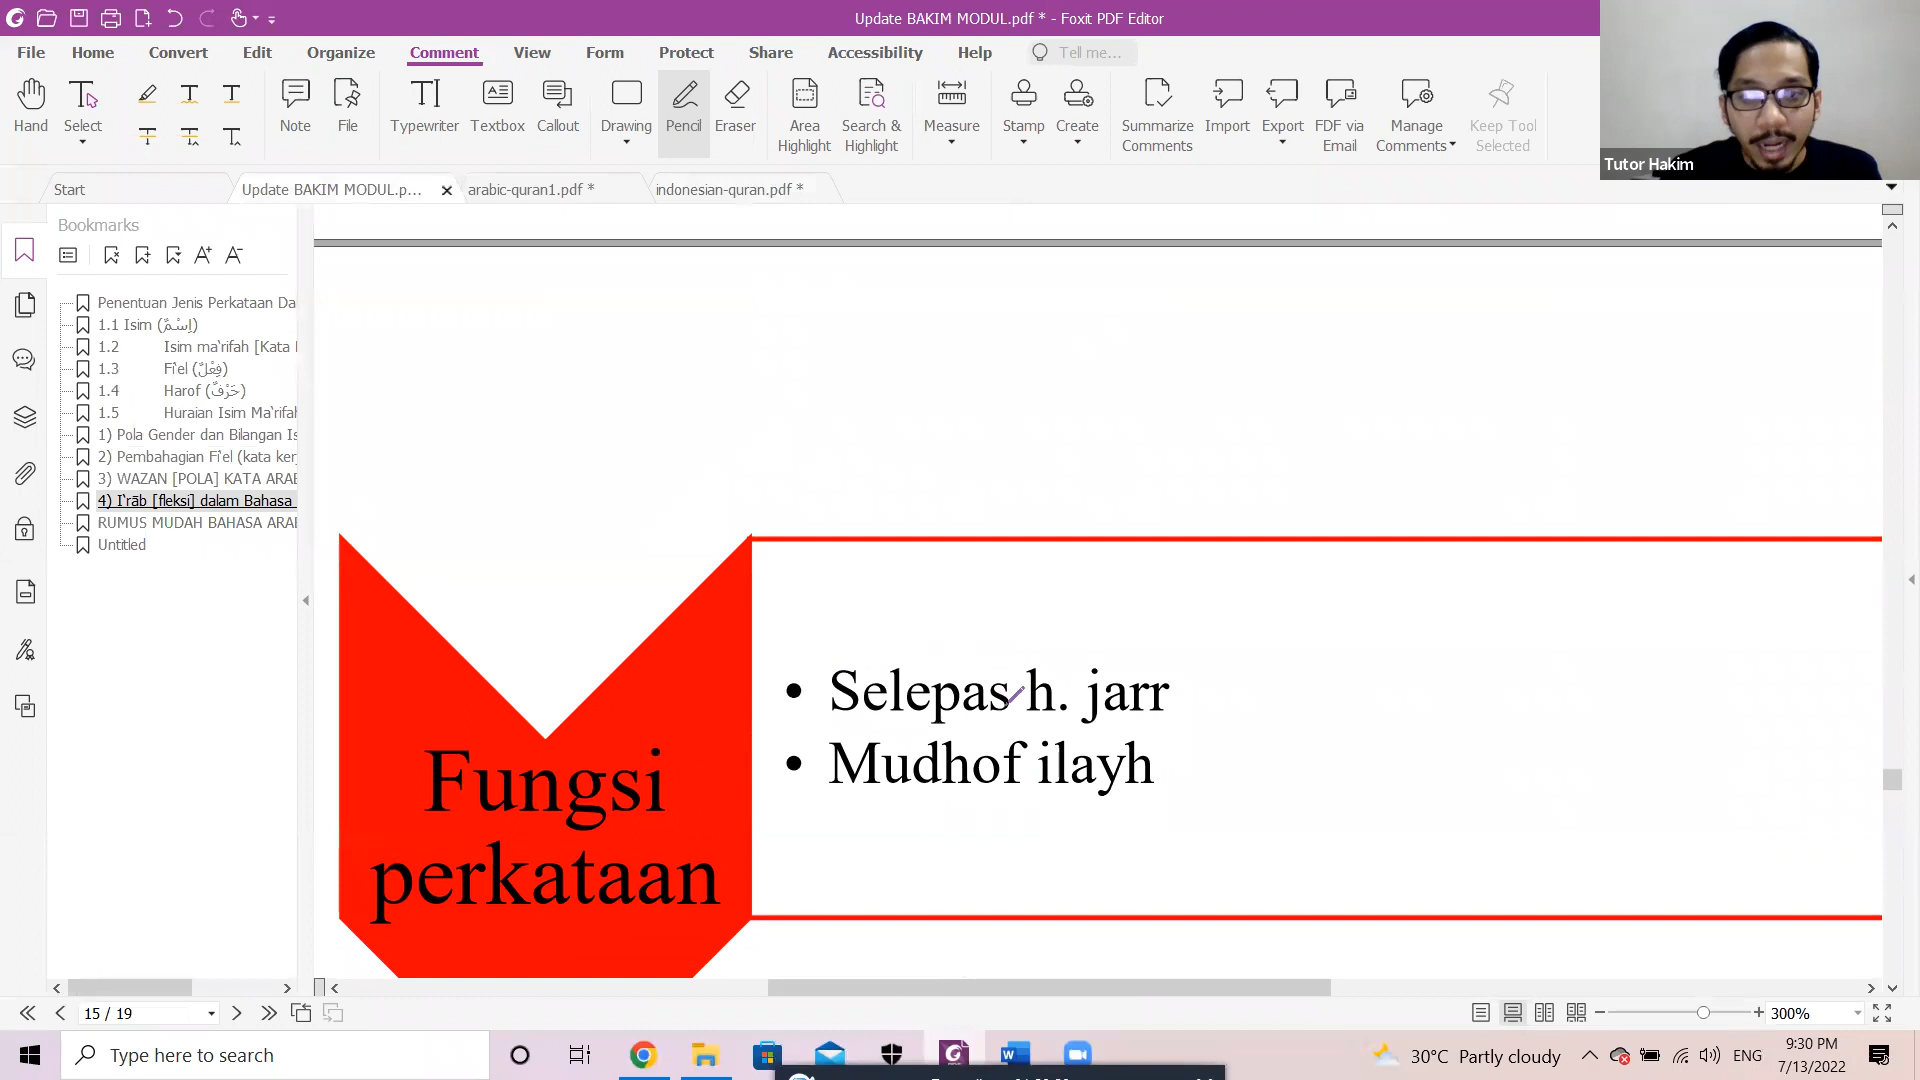 Update BAKIM MODUL.pdf * - Foxit PDF Editor
File Home Convert Edit Organize Comment View Form Protect Share Accessibility Help Tell me...
Hand Select Note File Typewriter Textbox Callout Drawing Pencil Eraser Area Highlight Search & Highlight Measure Stamp Create Summarize Comments Import Export FDF via Email Manage Comments Keep Tool Selected
Tutor Hakim
Start Update BAKIM MODUL.p... arabic-quran1.pdf * indonesian-quran.pdf *
Bookmarks
Penentuan Jenis Perkataan Da
1.1 Isim (اِسْمٌ)
1.2 Isim ma'rifah [Kata
1.3 Fi'el (فِعْلٌ)
1.4 Harof (حَرْفٌ)
1.5 Huraian Isim Ma'rifah
1) Pola Gender dan Bilangan Is
2) Pembahagian Fi'el (kata ker
3) WAZAN [POLA] KATA ARAB
4) I'rāb [fleksi] dalam Bahasa
RUMUS MUDAH BAHASA ARAB
Untitled
Fungsi
perkataan
• Selepas h. jarr
• Mudhof ilayh
15 / 19
300%
Type here to search
30°C Partly cloudy
ENG
9:30 PM
7/13/2022